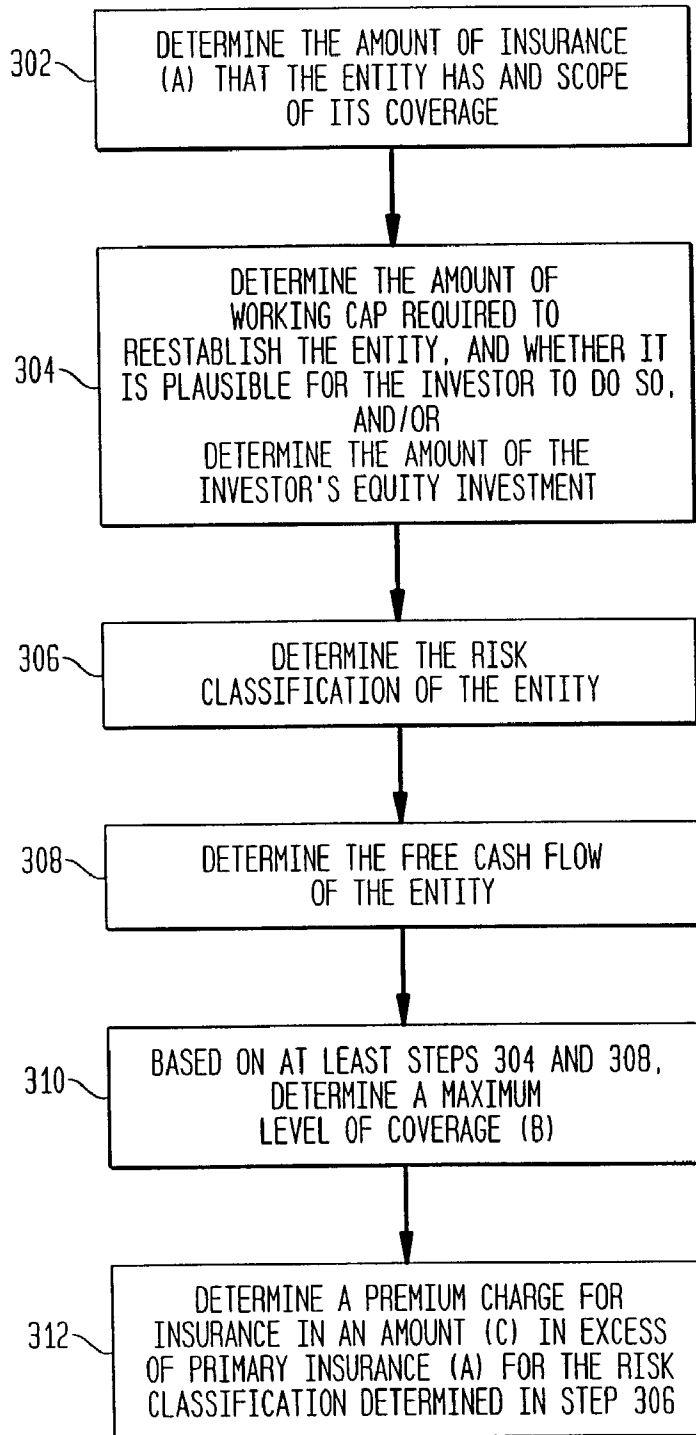 302
DETERMINE THE AMOUNT OF INSURANCE
(A) THAT THE ENTITY HAS AND SCOPE
OF ITS COVERAGE
304
DETERMINE THE AMOUNT OF
WORKING CAP REQUIRED TO
REESTABLISH THE ENTITY, AND WHETHER IT
IS PLAUSIBLE FOR THE INVESTOR TO DO SO,
AND/OR
DETERMINE THE AMOUNT OF THE
INVESTOR'S EQUITY INVESTMENT
306
DETERMINE THE RISK
CLASSIFICATION OF THE ENTITY
308
DETERMINE THE FREE CASH FLOW
OF THE ENTITY
310
BASED ON AT LEAST STEPS 304 AND 308,
DETERMINE A MAXIMUM
LEVEL OF COVERAGE (B)
312
DETERMINE A PREMIUM CHARGE FOR
INSURANCE IN AN AMOUNT (C) IN EXCESS
OF PRIMARY INSURANCE (A) FOR THE RISK
CLASSIFICATION DETERMINED IN STEP 306